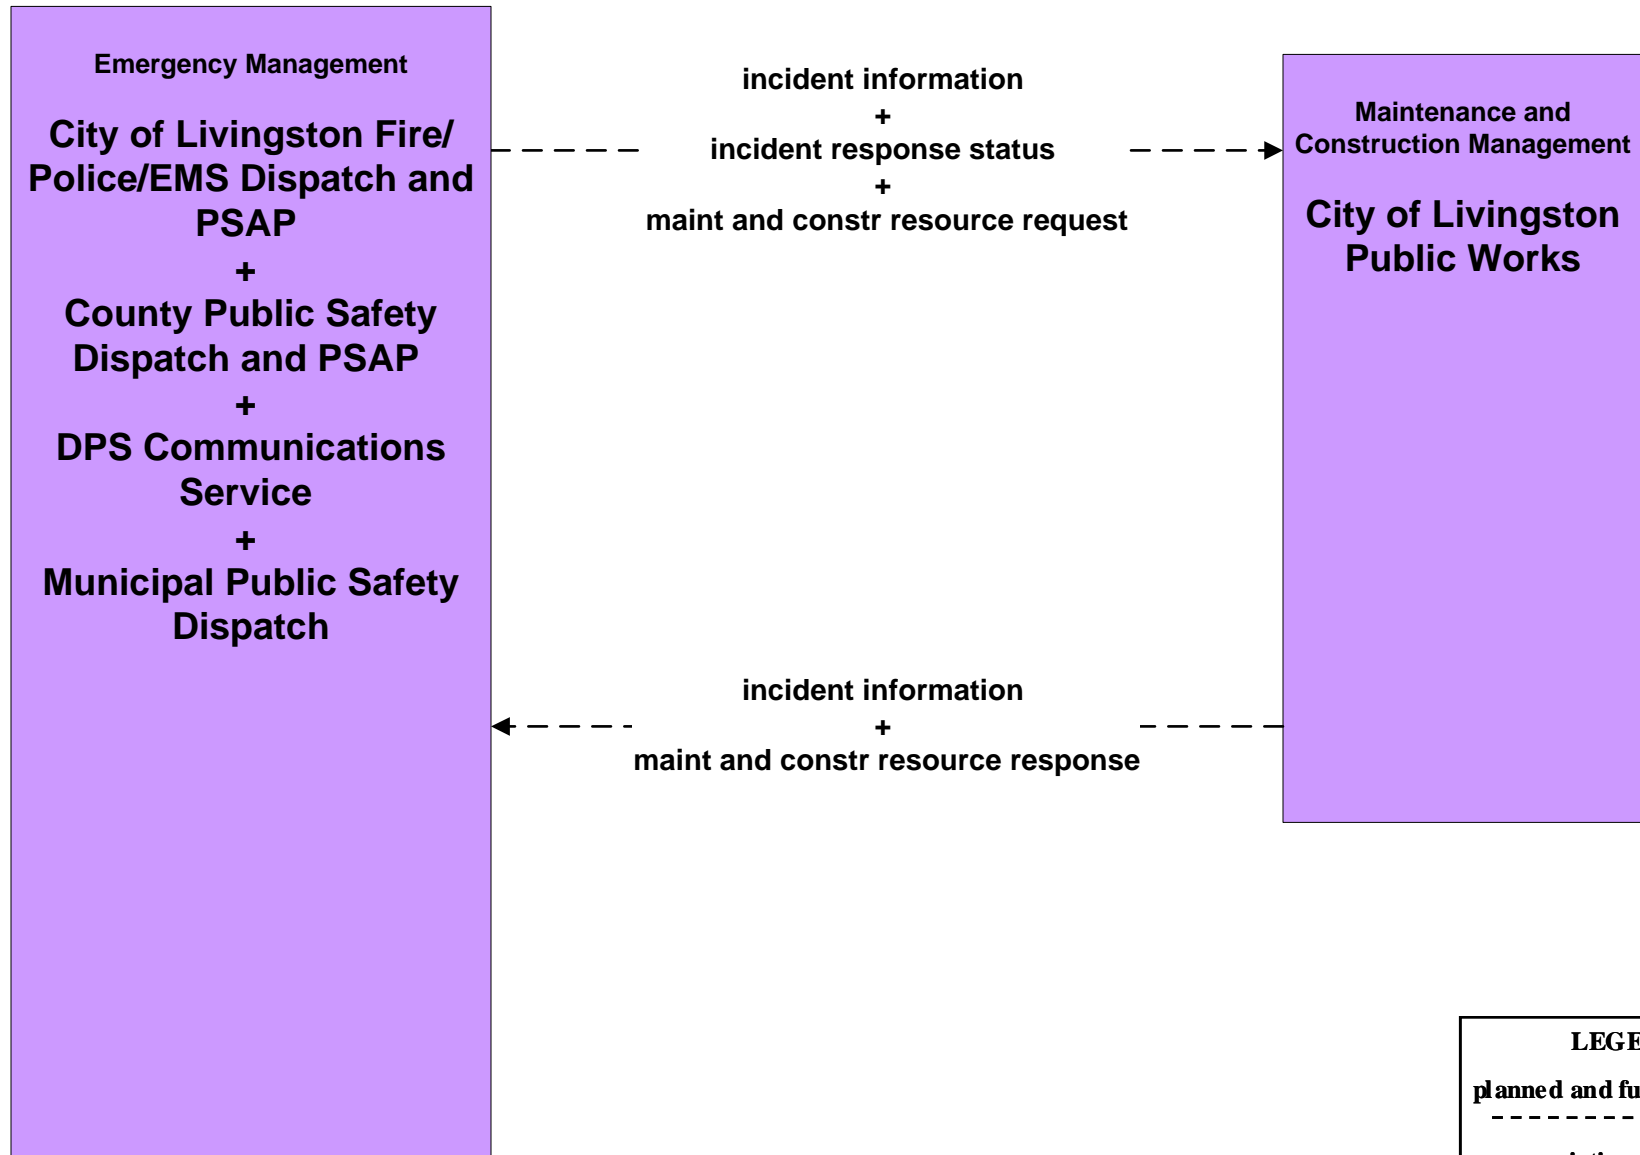 Emergency Management
City of Livingston Fire/
Police/EMS Dispatch and
PSAP
+
County Public Safety
Dispatch and PSAP
+
DPS Communications
Service
+
Municipal Public Safety
Dispatch
incident information
+
incident response status
+
maint and constr resource request
Maintenance and
Construction Management
City of Livingston
Public Works
incident information
+
maint and constr resource response
planned and